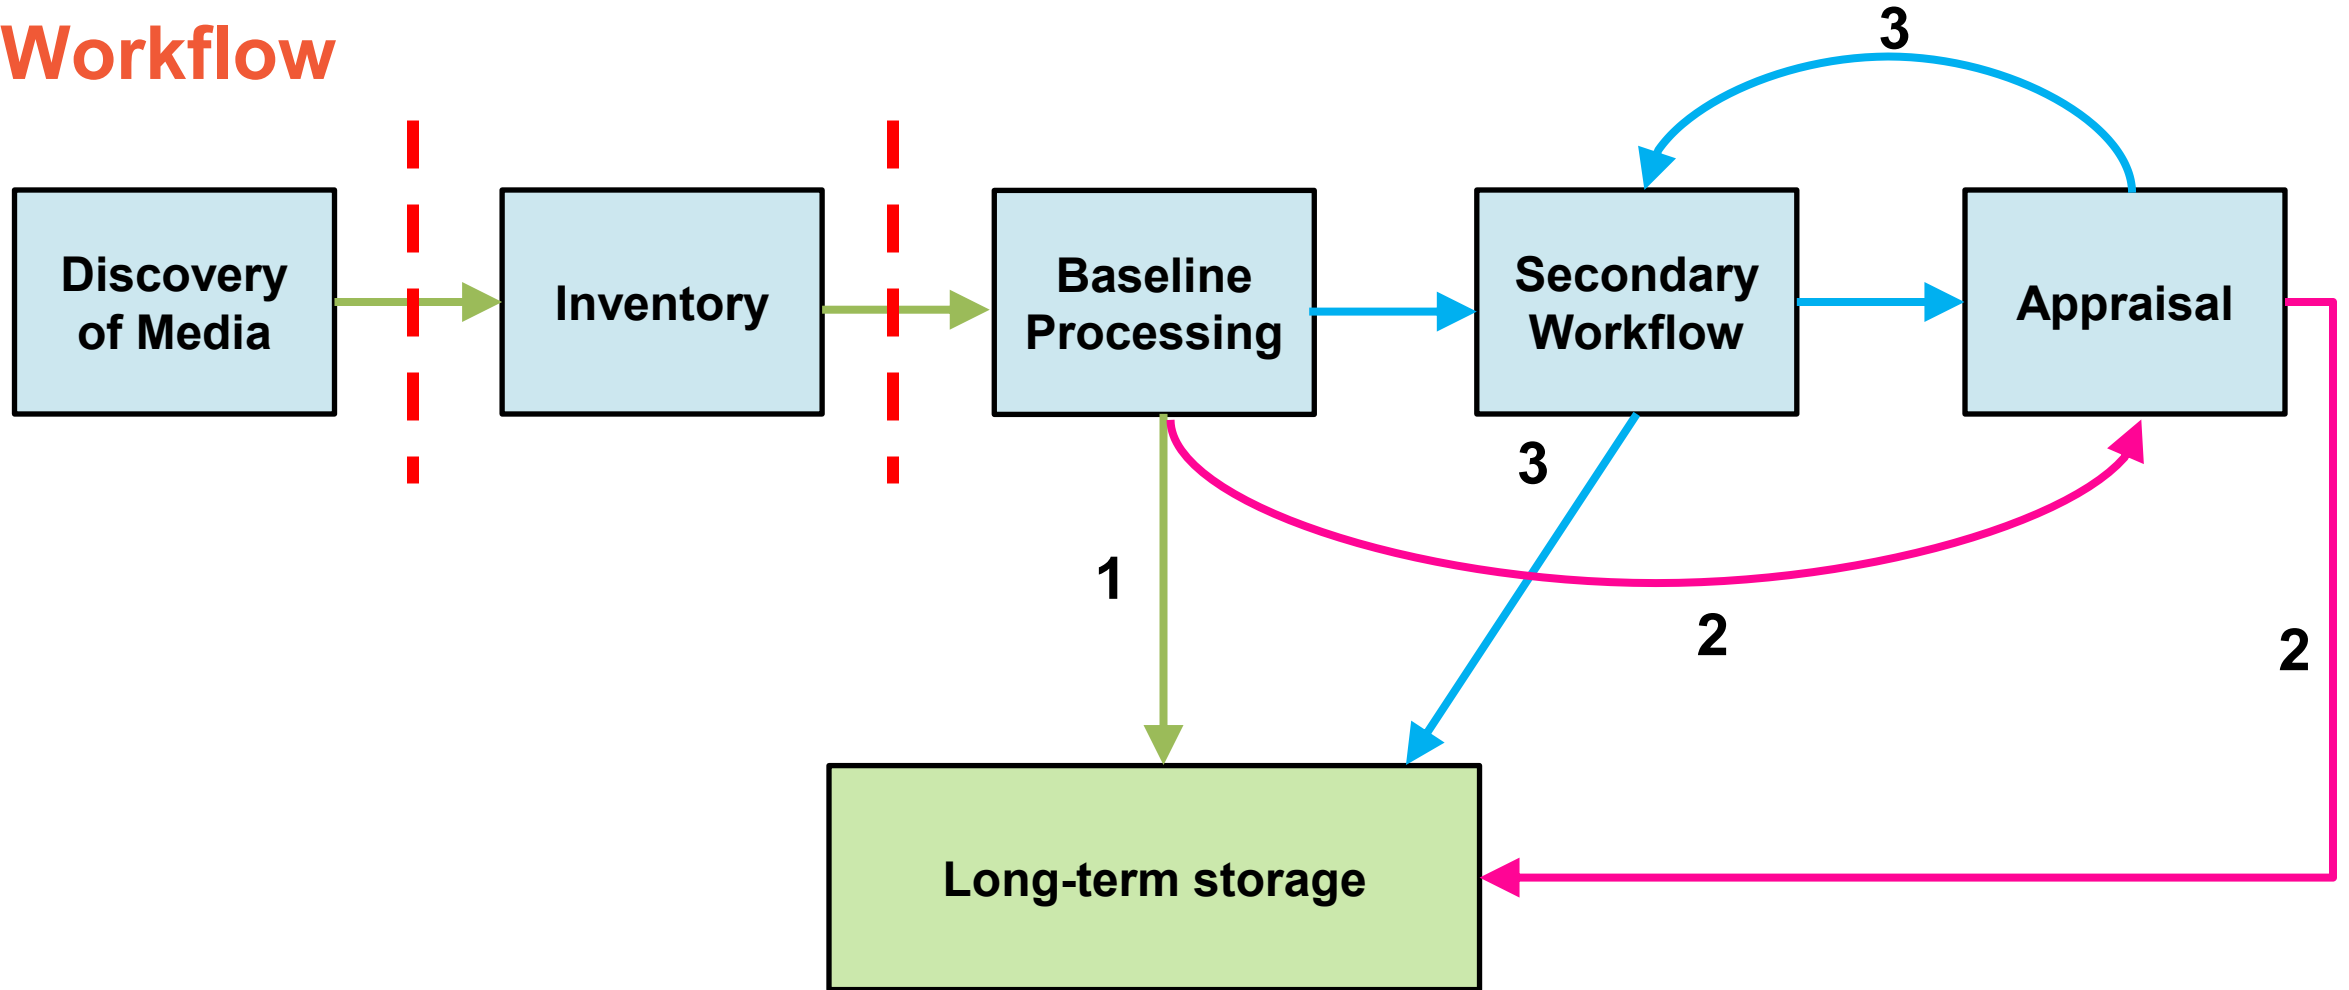 Workflow
3
Discovery
of Media
Inventory
Baseline
Processing
Secondary
Workflow
Appraisal
3
1
2
2
Long-term storage